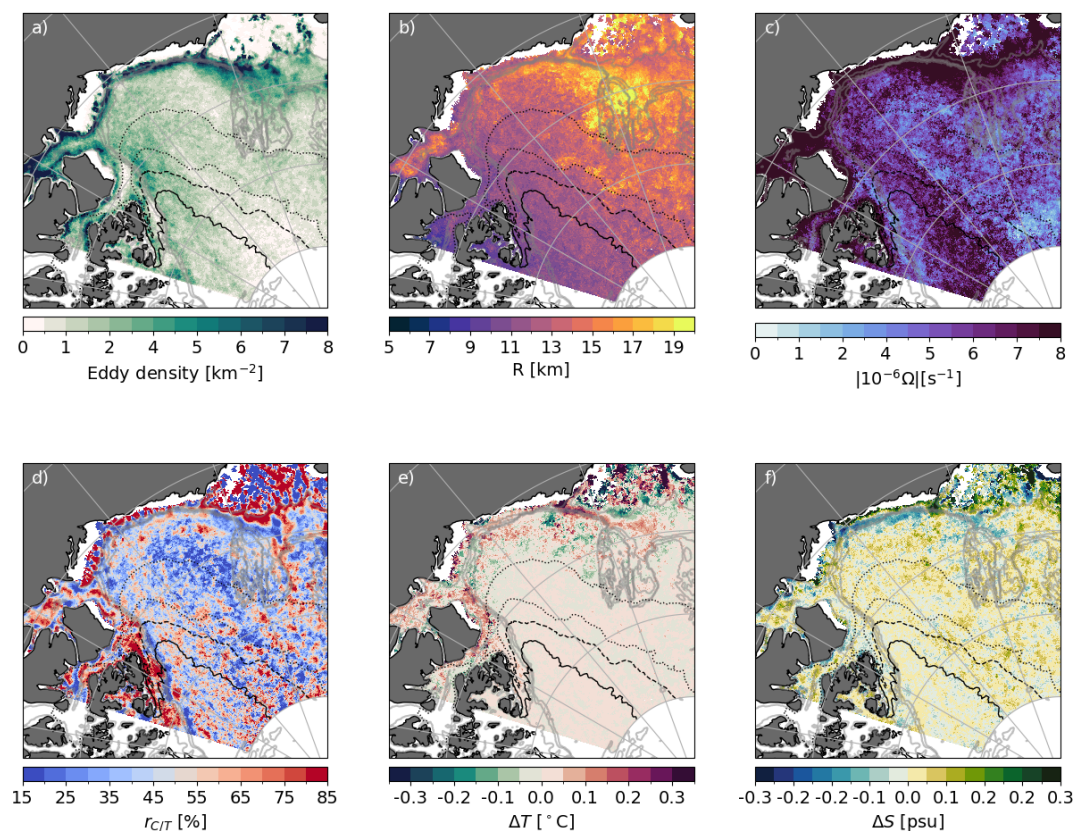 a)
b)
c)
0 1 2 3 4 5 6 7 8
Eddy density [km⁻²]
5 7 9 11 13 15 17 19
R [km]
0 1 2 3 4 5 6 7 8
|10⁻⁶Ω|[s⁻¹]
d)
e)
f)
15 25 35 45 55 65 75 85
r_C/T [%]
-0.3 -0.2 -0.1 0.0 0.1 0.2 0.3
ΔT [°C]
-0.3 -0.2 -0.2 -0.1 0.0 0.1 0.2 0.2 0.3
ΔS [psu]